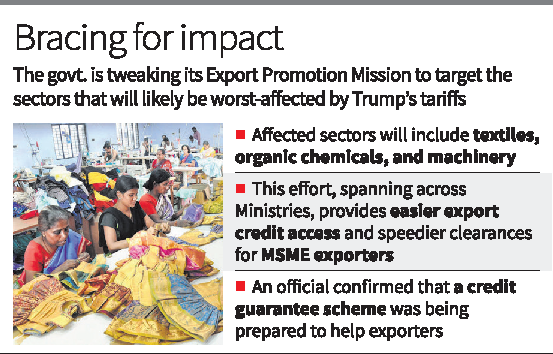 Bracing for impact
The govt. is tweaking its Export Promotion Mission to target the
sectors that will likely be worst-affected by Trump's tariffs
Affected sectors will include textiles,
organic chemicals, and machinery
This effort, spanning across
Ministries, provides easier export
credit access and speedier clearances
for MSME exporters
An official confirmed that a credit
guarantee scheme was being
prepared to help exporters